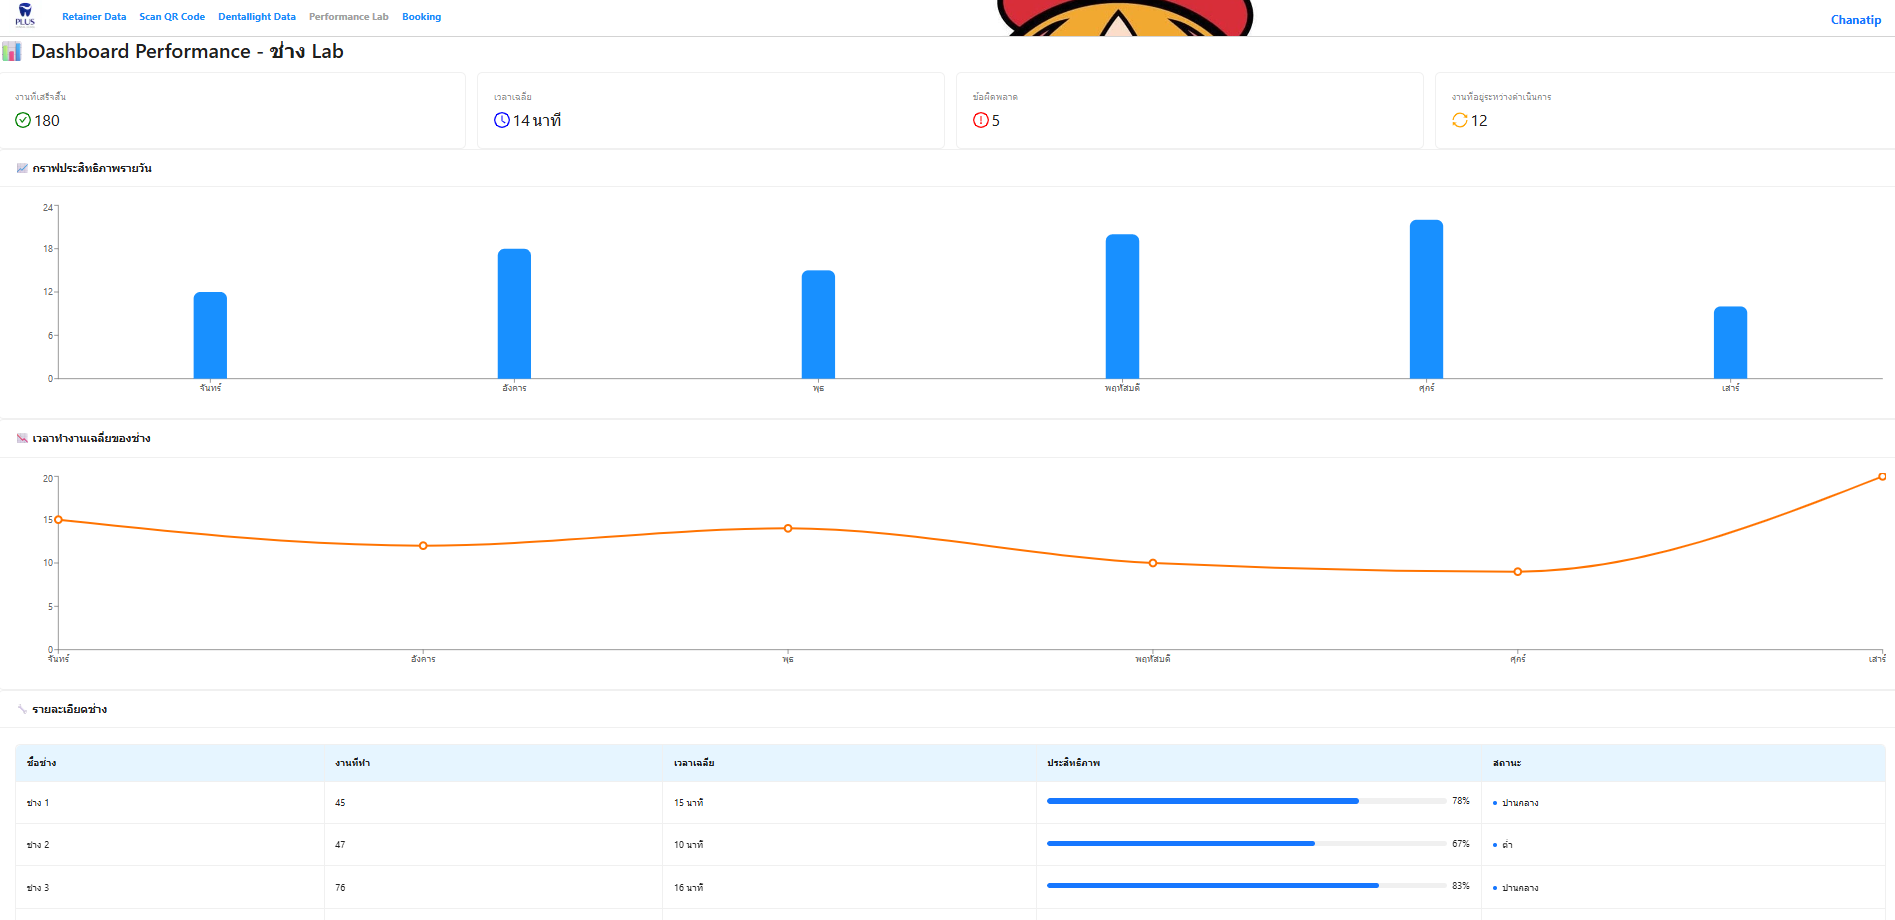 PLUS
Retainer Data Scan QR Code Dentallight Data Performance Lab Booking
Chanatip
Dashboard Performance - ช่าง Lab
งานที่เสร็จสิ้น
180
เวลาเฉลี่ย
14 นาที
ข้อผิดพลาด
5
งานที่อยู่ระหว่างดำเนินการ
12
กราฟประสิทธิภาพรายวัน
24
18
12
6
0
จันทร์ อังคาร พุธ พฤหัสบดี ศุกร์ เสาร์
เวลาทำงานเฉลี่ยของช่าง
20
15
10
5
0
จันทร์ อังคาร พุธ พฤหัสบดี ศุกร์ เสาร์
รายละเอียดช่าง
ชื่อช่าง งานที่ทำ เวลาเฉลี่ย ประสิทธิภาพ สถานะ
ช่าง 1 45 15 นาที 78% ปานกลาง
ช่าง 2 47 10 นาที 67% ต่ำ
ช่าง 3 76 16 นาที 83% ปานกลาง